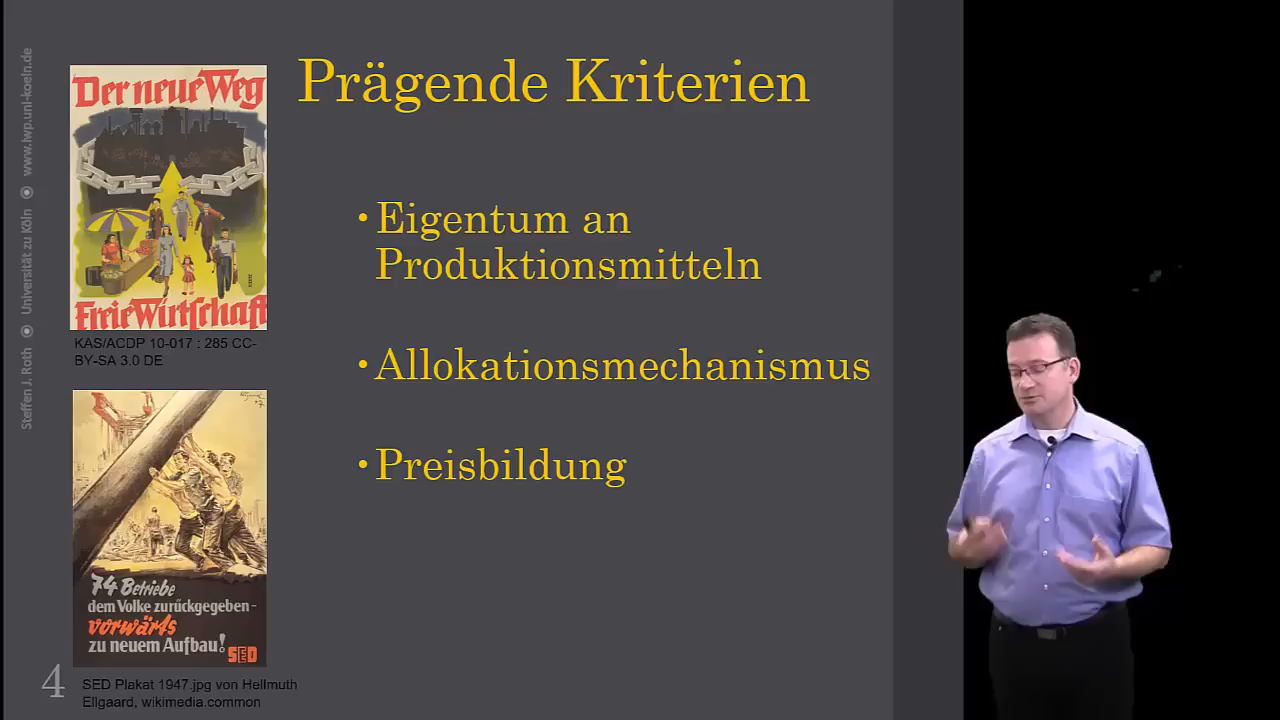 Prägende Kriterien
Der neue Weg
Freie Wirtschaft
KAS/ACDP 10-017 : 285 CC-
BY-SA 3.0 DE
• Eigentum an
Produktionsmitteln
• Allokationsmechanismus
• Preisbildung
74 Betriebe
dem Volke zurückgegeben -
vorwärts
zu neuem Aufbau!
SED
SED Plakat 1947.jpg von Hellmuth
Ellgaard, wikimedia.common
4
Steffen J. Roth ⦿ Universität zu Köln ⦿ www.iwp.uni-koeln.de